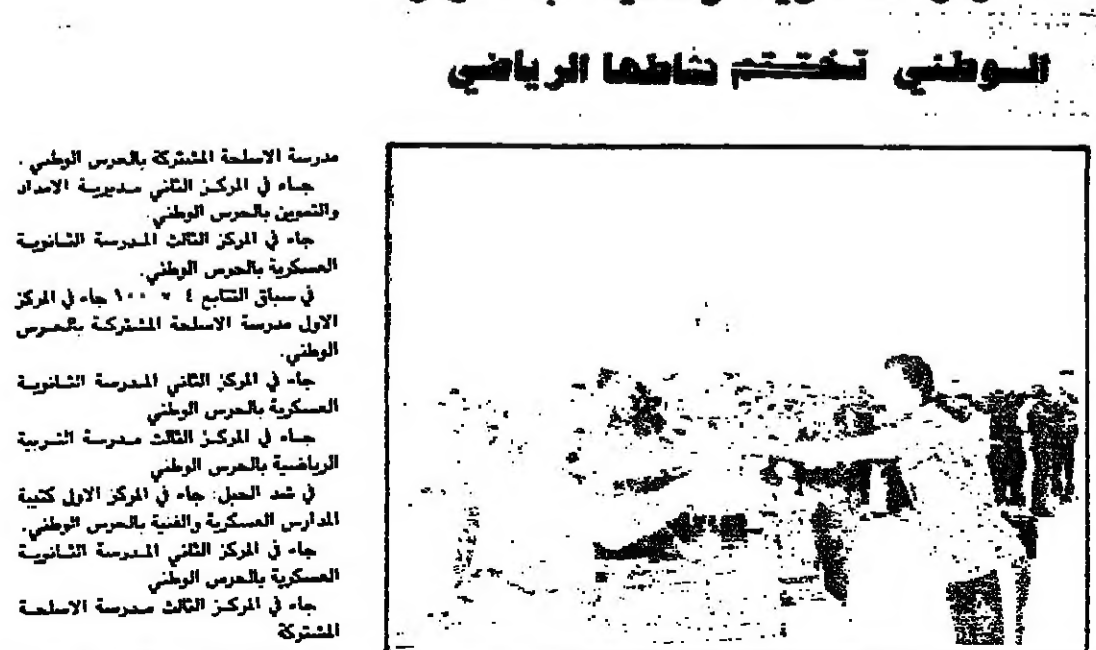 الوطني تختتم نشاطها الرياضي
مدرسة الاسلحة المشتركة بالحرس الوطني .
جاء في المركز الثاني مديرية الامداد
والتموين بالحرس الوطني .
جاء في المركز الثالث المدرسة الثانوية
العسكرية بالحرس الوطني .
في سباق التتابع ٤ × ١٠٠ جاء في المركز
الاول مدرسة الاسلحة المشتركة بالحرس
الوطني .
جاء في المركز الثاني المدرسة الثانوية
العسكرية بالحرس الوطني
جاء في المركز الثالث مدرسة التربية
الرياضية بالحرس الوطني
في شد الحبل : جاء في المركز الاول كتيبة
المدارس العسكرية والفنية بالحرس الوطني .
جاء في المركز الثاني المدرسة الثانوية
العسكرية بالحرس الوطني
جاء في المركز الثالث مدرسة الاسلحة
المشتركة